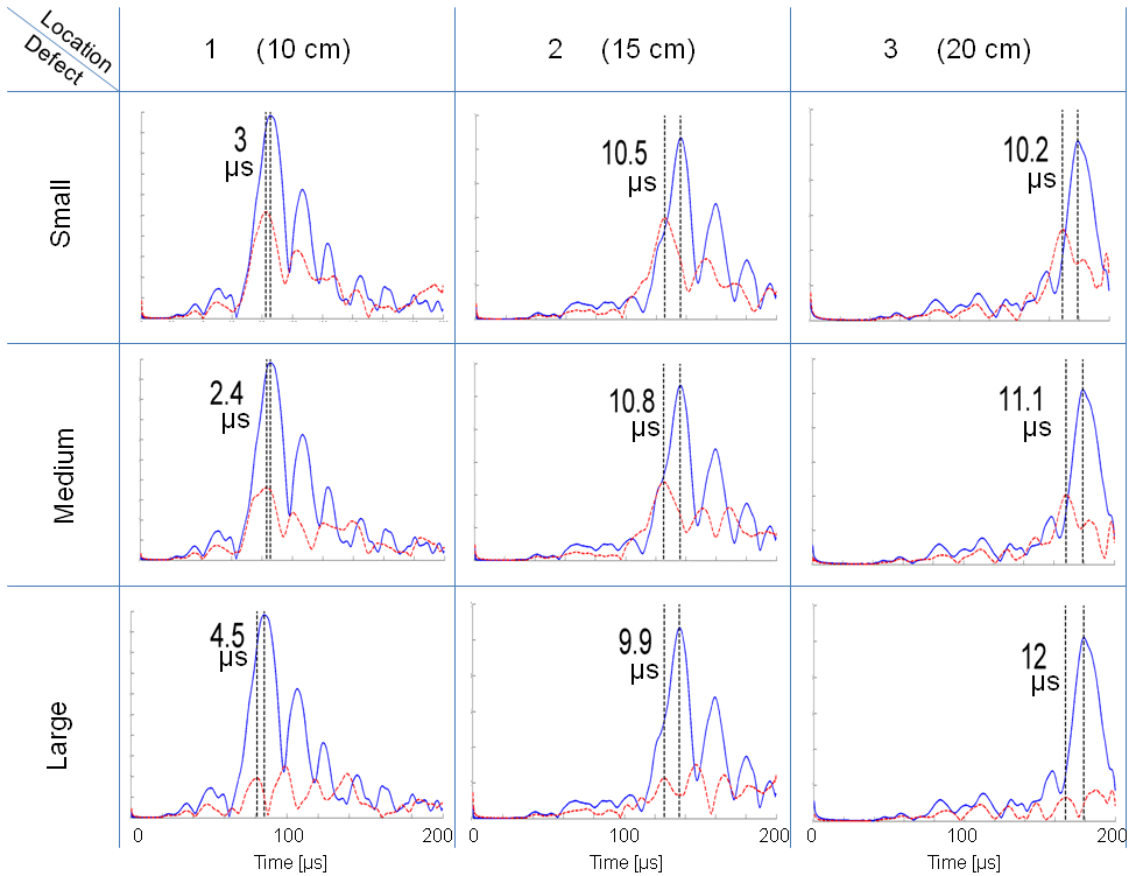 Location
Defect
1 (10 cm)
2 (15 cm)
3 (20 cm)
Small
3
µs
10.5
µs
10.2
µs
Medium
2.4
µs
10.8
µs
11.1
µs
Large
4.5
µs
9.9
µs
12
µs
0 100 200
0 100 200
0 100 200
Time [µs]
Time [µs]
Time [µs]